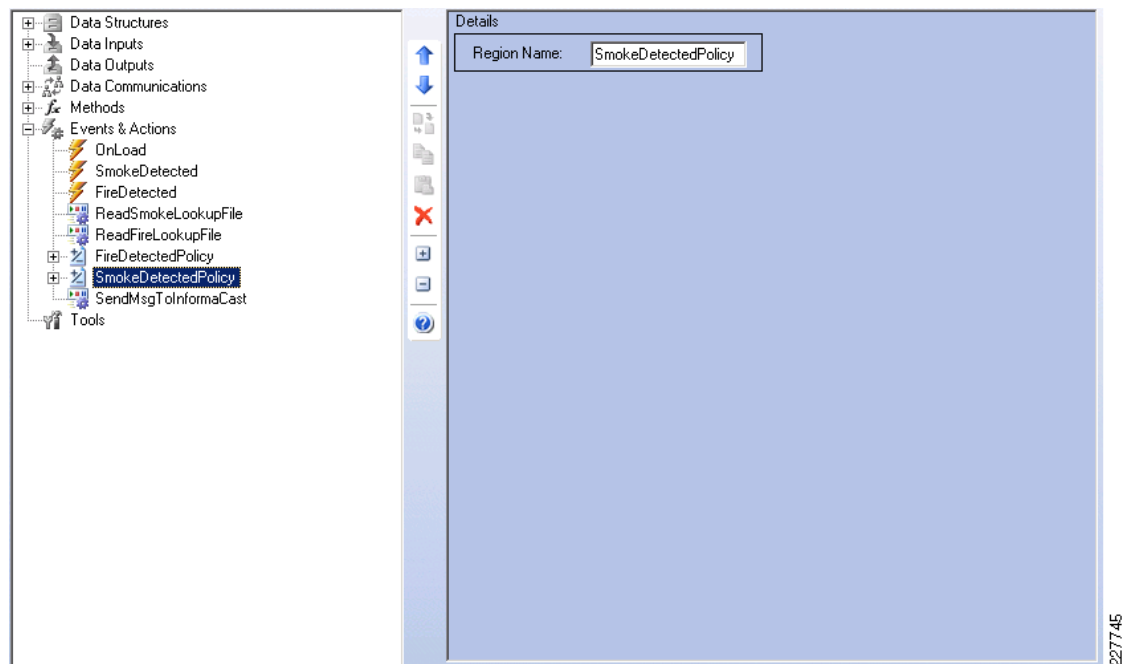 Data Structures
Data Inputs
Data Outputs
Data Communications
fx Methods
Events & Actions
OnLoad
SmokeDetected
FireDetected
ReadSmokeLookupFile
ReadFireLookupFile
FireDetectedPolicy
SmokeDetectedPolicy
SendMsgToInformaCast
Tools
Details
Region Name: SmokeDetectedPolicy
227745